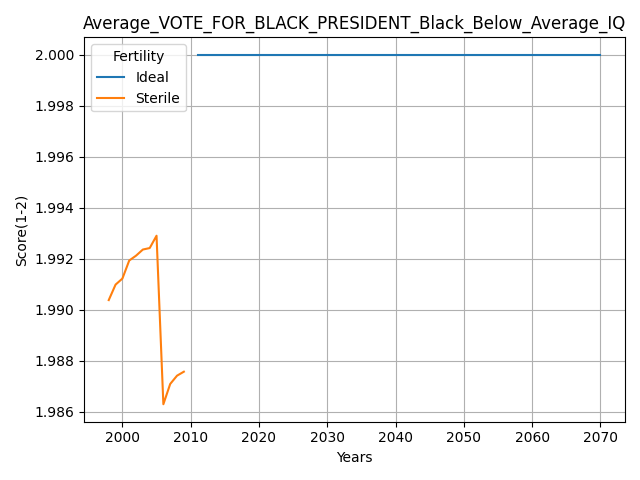 Average_VOTE_FOR_BLACK_PRESIDENT_Black_Below_Average_IQ
Fertility
Ideal
Sterile
2.000
1.998
1.996
1.994
1.992
1.990
1.988
1.986
Score(1-2)
2000 2010 2020 2030 2040 2050 2060 2070
Years